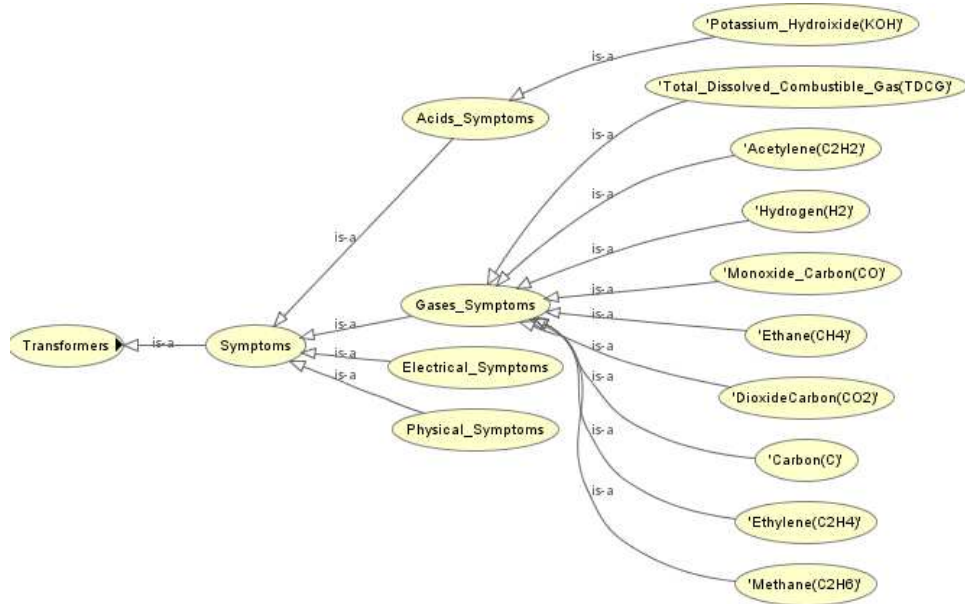 'Potassium_Hydroixide(KOH)'
is-a
'Total_Dissolved_Combustible_Gas(TDCG)'
Acids_Symptoms
is-a
'Acetylene(C2H2)'
is-a
'Hydrogen(H2)'
is-a
is-a
'Monoxide_Carbon(CO)'
is-a
Gases_Symptoms
is-a
is-a
'Ethane(CH4)'
is-a
Transformers
is-a
Symptoms
is-a
is-a
Electrical_Symptoms
is-a
'DioxideCarbon(CO2)'
is-a
Physical_Symptoms
is-a
'Carbon(C)'
is-a
'Ethylene(C2H4)'
'Methane(C2H6)'